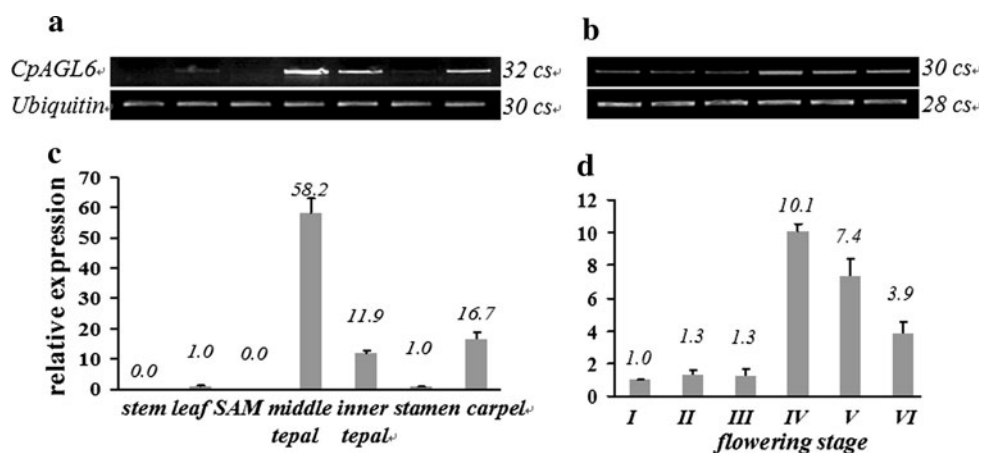 a
b
CpAGL6
32 cs
30 cs
Ubiquitin
30 cs
28 cs
c
d
relative expression
70
60
50
40
30
20
10
0
0.0
1.0
0.0
58.2
11.9
1.0
16.7
stem leaf SAM middle inner stamen carpel
tepal tepal
12
10
8
6
4
2
0
1.0
1.3
1.3
10.1
7.4
3.9
I II III IV V VI
flowering stage